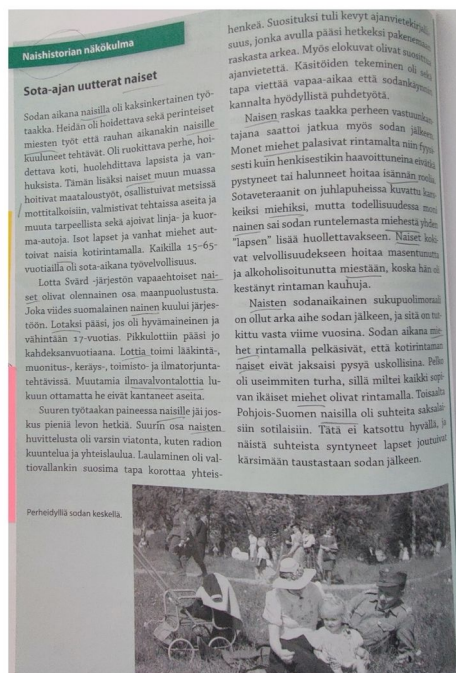 Naishistorian näkökulma
Sota-ajan uutterat naiset
Sodan aikana naisilla oli kaksinkertainen työ-
taakka. Heidän oli hoidettava sekä perinteiset
miesten työt että rauhan aikanakin naisille
kuuluneet tehtävät. Oli ruokittava perhe, hoi-
dettava koti, huolehdittava lapsista ja van-
huksista. Tämän lisäksi naiset muun muassa
hoitivat maataloustyöt, osallistuivat metsissä
mottitalkoisiin, valmistivat tehtaissa aseita ja
muuta tarpeellista sekä ajoivat linja- ja kuor-
ma-autoja. Isot lapset ja vanhat miehet aut-
toivat naisia kotirintamalla. Kaikilla 15–65-
vuotiailla oli sota-aikana työvelvollisuus.
Lotta Svärd -järjestön vapaaehtoiset nai-
set olivat olennainen osa maanpuolustusta.
Joka viides suomalainen nainen kuului järjes-
töön. Lotaksi pääsi, jos oli hyvämaineinen ja
vähintään 17-vuotias. Pikkulottiin pääsi jo
kahdeksanvuotiaana. Lottia toimi lääkintä-,
muonitus-, keräys-, toimisto- ja ilmatorjunta-
tehtävissä. Muutamia ilmavalvontalottia lu-
kuun ottamatta he eivät kantaneet aseita.
Suuren työtaakan paineessa naisille jäi jos-
kus pieniä levon hetkiä. Suurin osa naisten
huvittelusta oli varsin viatonta, kuten radion
kuuntelua ja yhteislaulua. Laulaminen oli val-
tiovallankin suosima tapa korottaa yhteis-
henkeä. Suosituksi tuli kevyt ajanvietekirjalli-
suus, jonka avulla pääsi hetkeksi pakenemaan
raskasta arkea. Myös elokuvat olivat suosittua
ajanvietettä. Käsitöiden tekeminen oli sekä
tapa viettää vapaa-aikaa että sodankäynnin
kannalta hyödyllistä puhdetyötä.
Naisen raskas taakka perheen vastuunkan-
tajana saattoi jatkua myös sodan jälkeen.
Monet miehet palasivat rintamalta niin fyysi-
sesti kuin henkisestikin haavoittuneina eivätkä
pystyneet tai halunneet hoitaa isännän roolia.
Sotaveteraanit on juhlapuheissa kuvattu kan-
keiksi miehiksi, mutta todellisuudessa moni
nainen sai sodan runtelemasta miehestä yhden
"lapsen" lisää huollettavakseen. Naiset koki-
vat velvollisuudekseen hoitaa masentunutta
ja alkoholisoitunutta miestään, koska hän oli
kestänyt rintaman kauhuja.
Naisten sodanaikainen sukupuolimoraali
on ollut arka aihe sodan jälkeen, ja sitä on tut-
kittu vasta viime vuosina. Sodan aikana mie-
het rintamalla pelkäsivät, että kotirintaman
naiset eivät jaksaisi pysyä uskollisina. Pelko
oli useimmiten turha, sillä miltei kaikki sopi-
van ikäiset miehet olivat rintamalla. Toisaalta
Pohjois-Suomen naisilla oli suhteita saksalai-
siin sotilaisiin. Tätä ei katsottu hyvällä, ja
näistä suhteista syntyneet lapset joutuivat
kärsimään taustastaan sodan jälkeen.
Perheidylliä sodan keskellä.